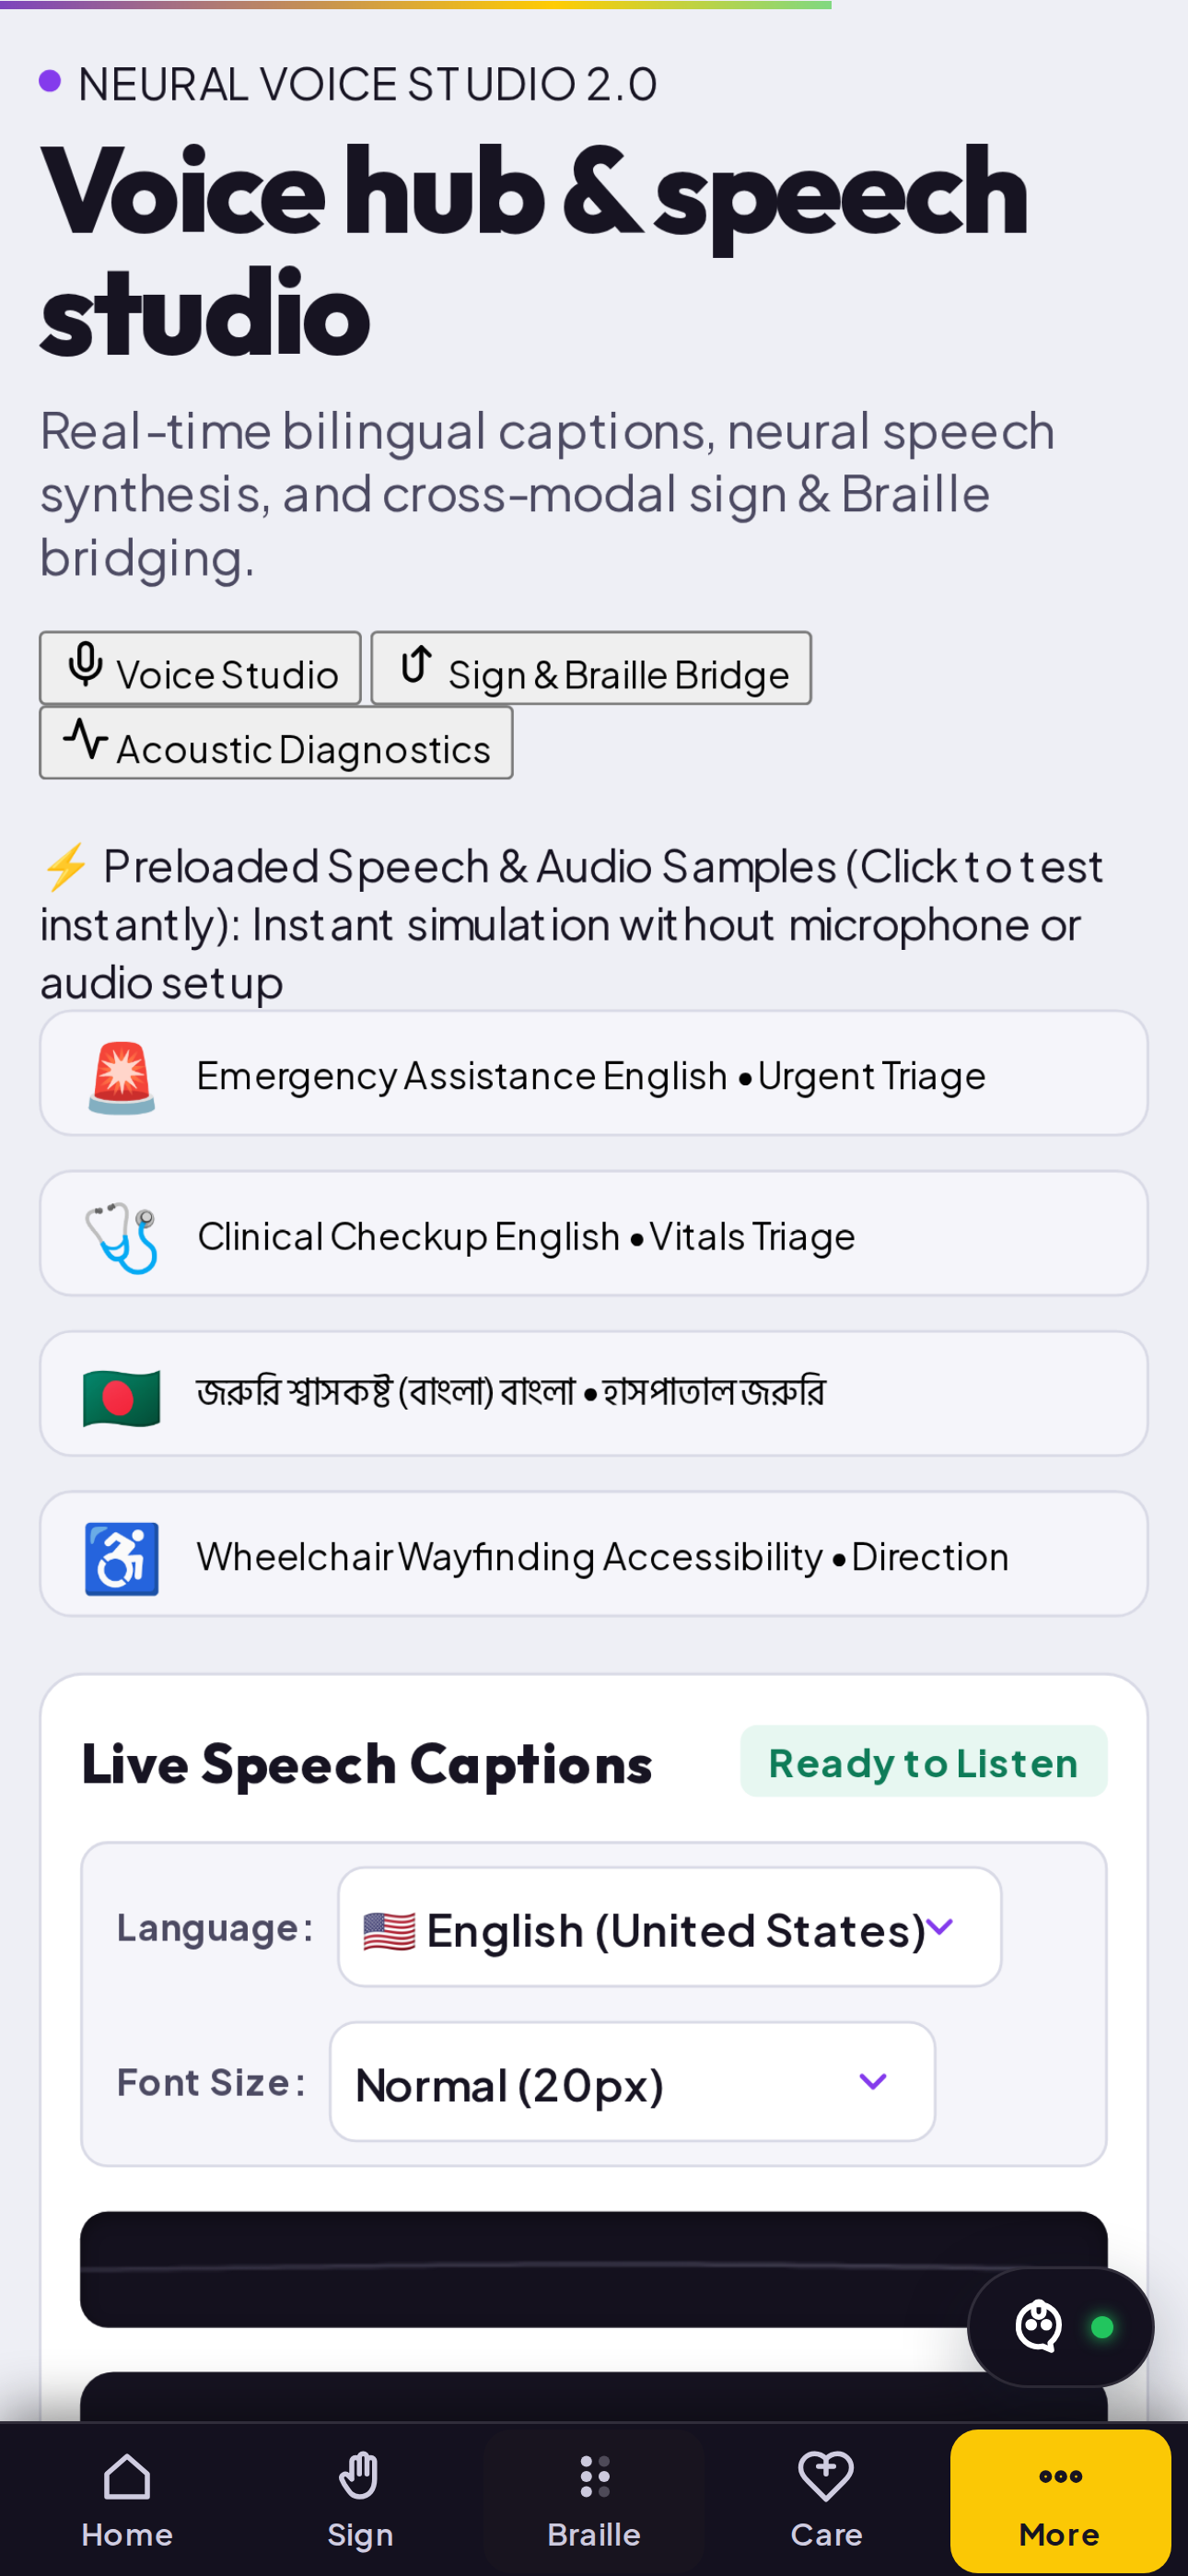 NEURAL VOICE STUDIO 2.0
Voice hub & speech
studio
Real-time bilingual captions, neural speech
synthesis, and cross-modal sign & Braille
bridging.
Voice Studio
Sign & Braille Bridge
Acoustic Diagnostics
⚡ Preloaded Speech & Audio Samples (Click to test
instantly): Instant simulation without microphone or
audio setup
Emergency Assistance English • Urgent Triage
Clinical Checkup English • Vitals Triage
জরুরি শ্বাসকষ্ট (বাংলা) বাংলা • হাসপাতাল জরুরি
Wheelchair Wayfinding Accessibility • Direction
Live Speech Captions
Ready to Listen
Language:
English (United States)
Font Size:
Normal (20px)
Home
Sign
Braille
Care
More